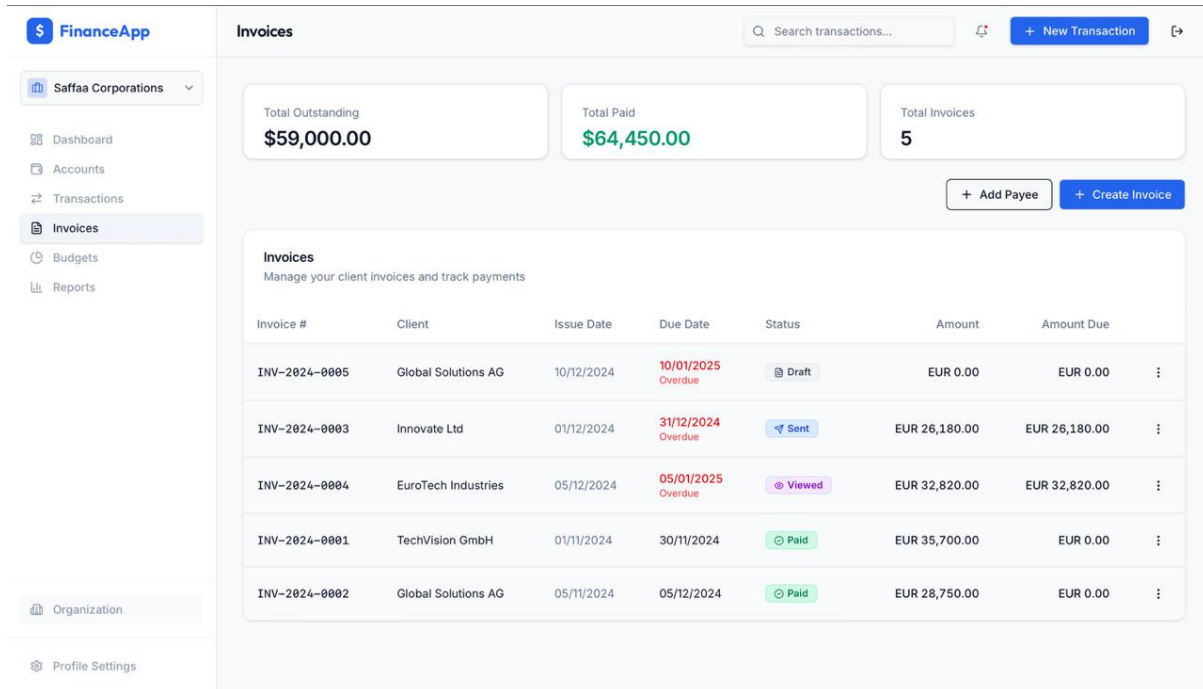 $ FinanceApp
Invoices
Search transactions...
+ New Transaction
Saffaa Corporations
Dashboard
Accounts
Transactions
Invoices
Budgets
Reports
Organization
Profile Settings
Total Outstanding
$59,000.00
Total Paid
$64,450.00
Total Invoices
5
+ Add Payee
+ Create Invoice
Invoices
Manage your client invoices and track payments
Invoice # Client Issue Date Due Date Status Amount Amount Due
INV-2024-0005 Global Solutions AG 10/12/2024 10/01/2025 Draft EUR 0.00 EUR 0.00
Overdue
INV-2024-0003 Innovate Ltd 01/12/2024 31/12/2024 Sent EUR 26,180.00 EUR 26,180.00
Overdue
INV-2024-0004 EuroTech Industries 05/12/2024 05/01/2025 Viewed EUR 32,820.00 EUR 32,820.00
Overdue
INV-2024-0001 TechVision GmbH 01/11/2024 30/11/2024 Paid EUR 35,700.00 EUR 0.00
INV-2024-0002 Global Solutions AG 05/11/2024 05/12/2024 Paid EUR 28,750.00 EUR 0.00